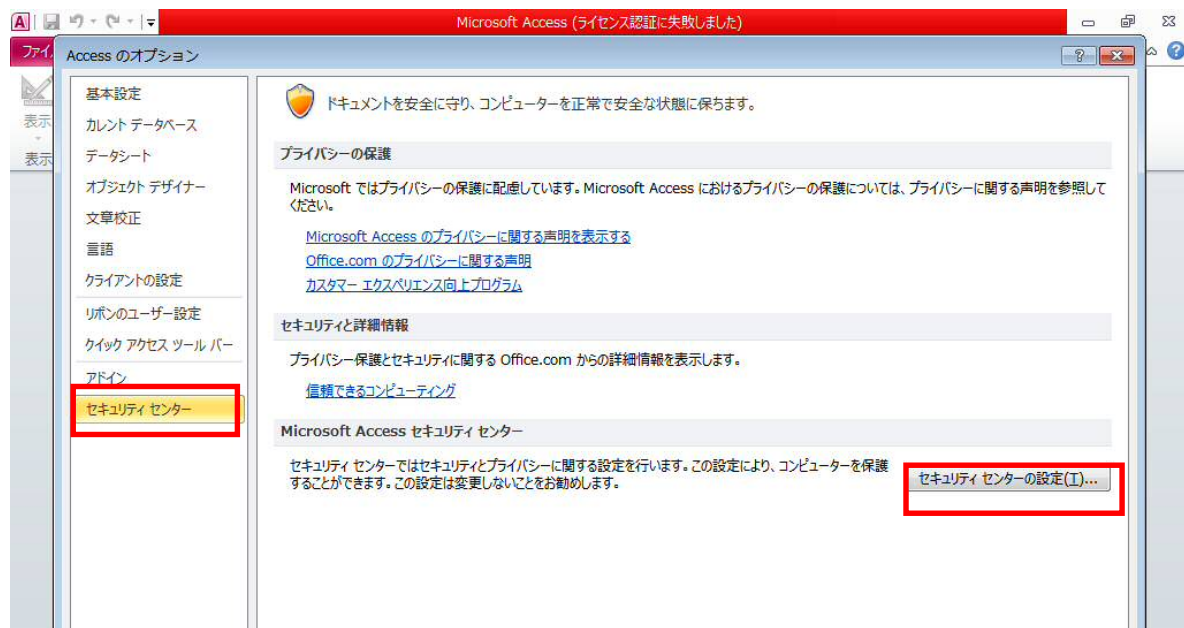 Microsoft Access (ライセンス認証に失敗しました)
ファイ
Access のオプション
表示
表示
基本設定
カレント データベース
データシート
オブジェクト デザイナー
文章校正
言語
クライアントの設定
リボンのユーザー設定
クイック アクセス ツール バー
アドイン
セキュリティ センター
ドキュメントを安全に守り、コンピューターを正常で安全な状態に保ちます。
プライバシーの保護
Microsoft ではプライバシーの保護に配慮しています。Microsoft Access におけるプライバシーの保護については、プライバシーに関する声明を参照して
ください。
Microsoft Access のプライバシーに関する声明を表示する
Office.com のプライバシーに関する声明
カスタマー エクスペリエンス向上プログラム
セキュリティと詳細情報
プライバシー保護とセキュリティに関する Office.com からの詳細情報を表示します。
信頼できるコンピューティング
Microsoft Access セキュリティ センター
セキュリティ センターではセキュリティとプライバシーに関する設定を行います。この設定により、コンピューターを保護
することができます。この設定は変更しないことをお勧めします。
セキュリティ センターの設定(T)...